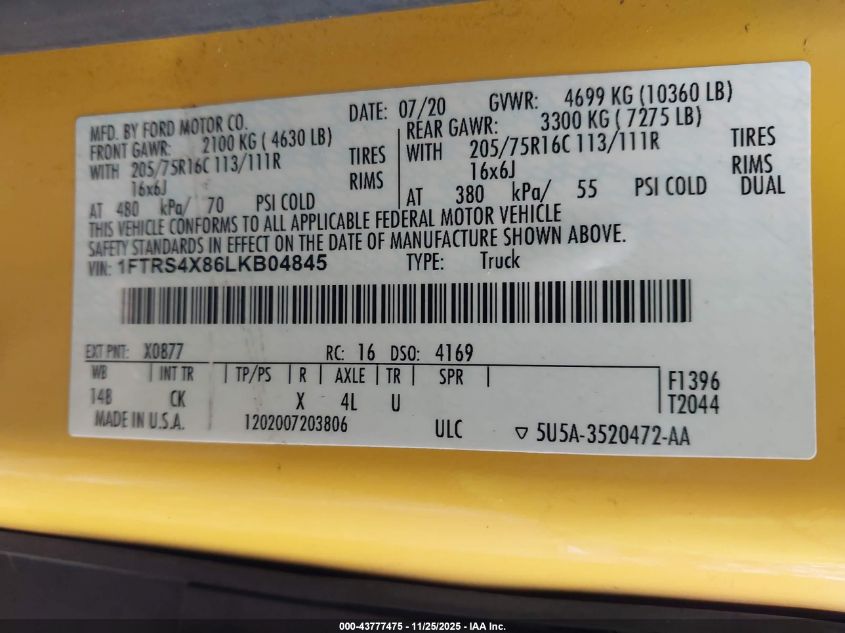 MFD. BY FORD MOTOR CO. DATE: 07/20 GVWR: 4699 KG (10360 LB)
FRONT GAWR: 2100 KG ( 4630 LB) REAR GAWR: 3300 KG ( 7275 LB)
WITH 205/75R16C 113/111R TIRES WITH 205/75R16C 113/111R TIRES
16x6J RIMS 16x6J RIMS
AT 480 kPa/ 70 PSI COLD AT 380 kPa/ 55 PSI COLD DUAL
THIS VEHICLE CONFORMS TO ALL APPLICABLE FEDERAL MOTOR VEHICLE
SAFETY STANDARDS IN EFFECT ON THE DATE OF MANUFACTURE SHOWN ABOVE.
VIN: 1FTRS4X86LKB04845 TYPE: Truck
EXT PNT: X0877 RC: 16 DSO: 4169
WB INT TR TP/PS R AXLE TR SPR F1396
148 CK X 4L U T2044
MADE IN U.S.A. 1202007203806 ULC ▽ 5U5A-3520472-AA
000-43777475 - 11/25/2025 - IAA Inc.